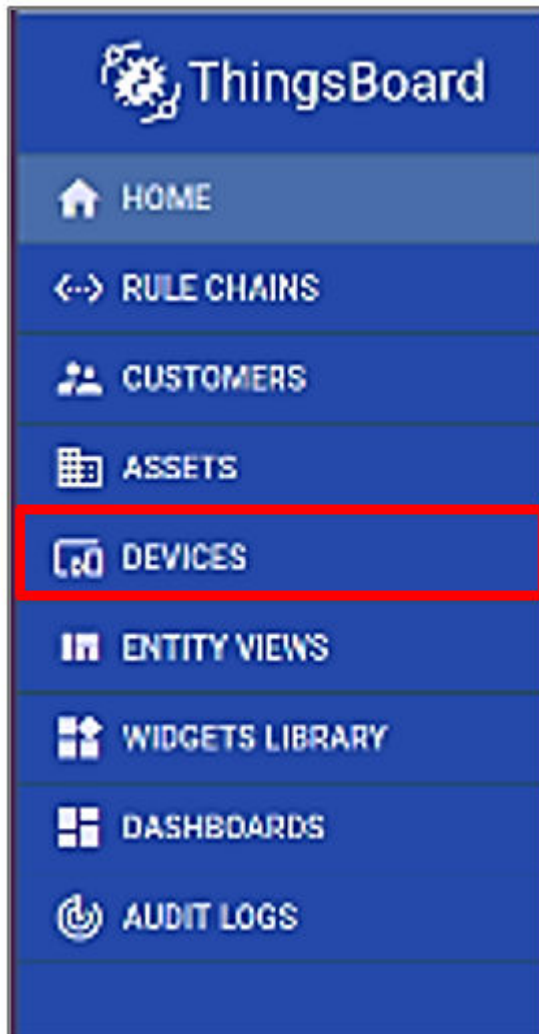 ThingsBoard
HOME
RULE CHAINS
CUSTOMERS
ASSETS
DEVICES
ENTITY VIEWS
WIDGETS LIBRARY
DASHBOARDS
AUDIT LOGS